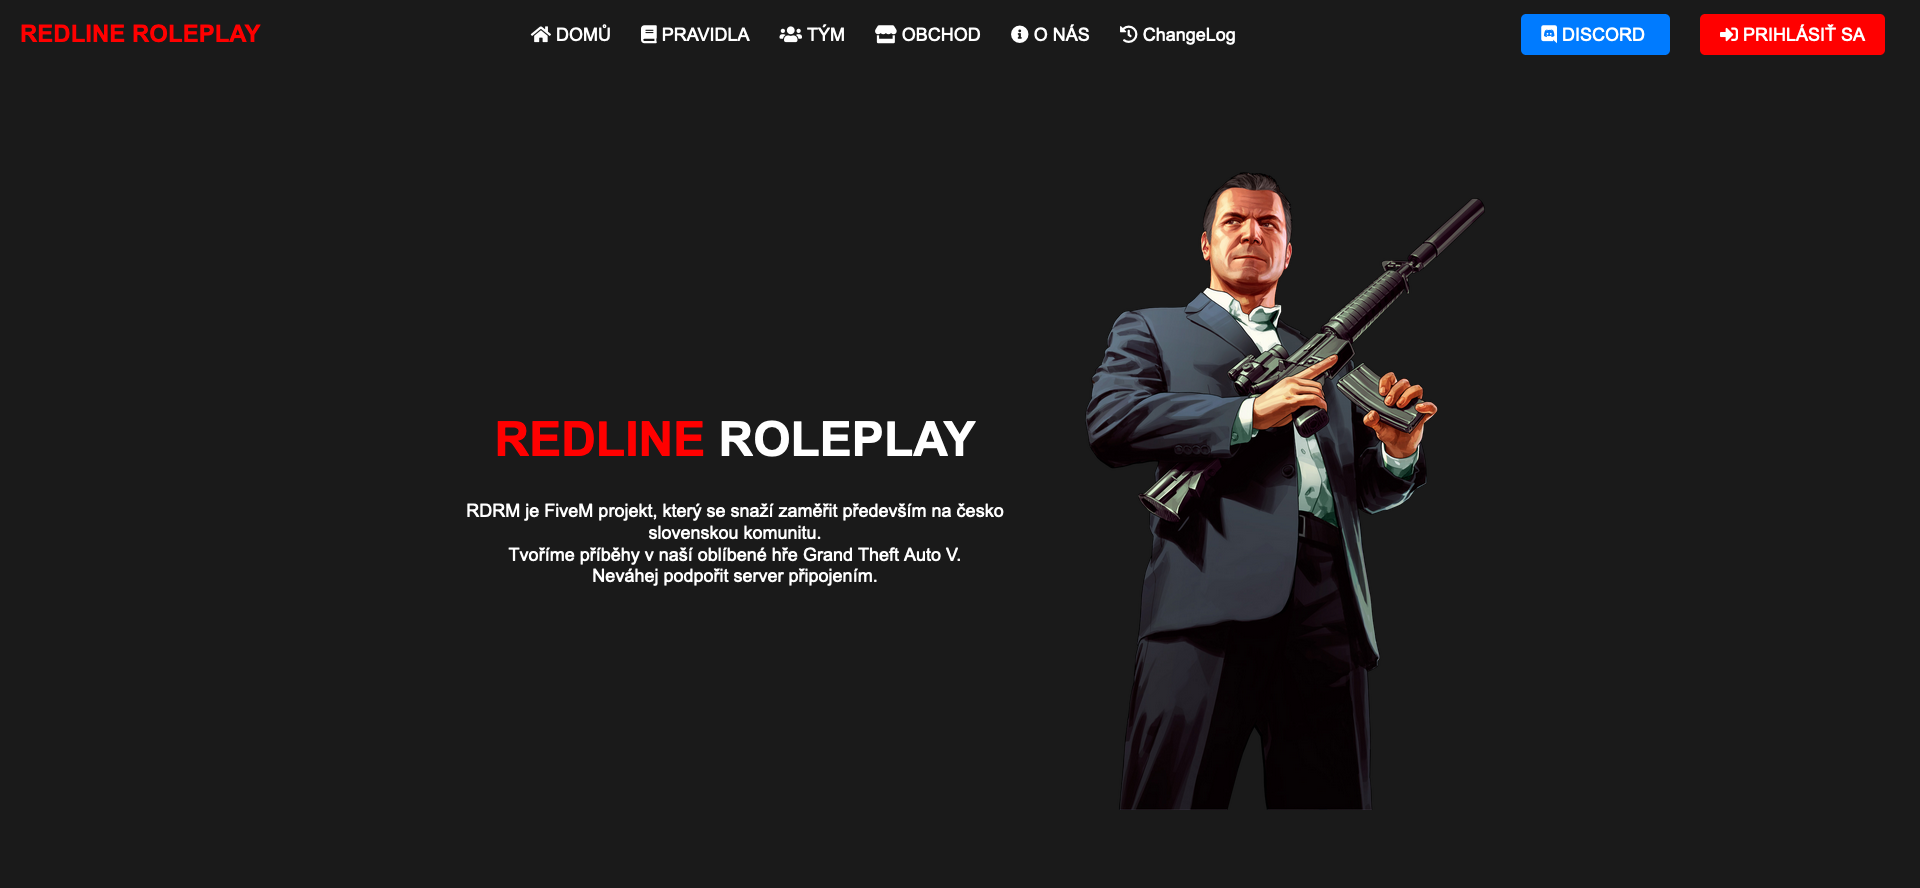 REDLINE ROLEPLAY
DOMŮ
PRAVIDLA
TÝM
OBCHOD
O NÁS
ChangeLog
DISCORD
PRIHLÁSIŤ SA
REDLINE ROLEPLAY
RDRM je FiveM projekt, který se snaží zaměřit především na česko
slovenskou komunitu.
Tvoříme příběhy v naší oblíbené hře Grand Theft Auto V.
Neváhej podpořit server připojením.